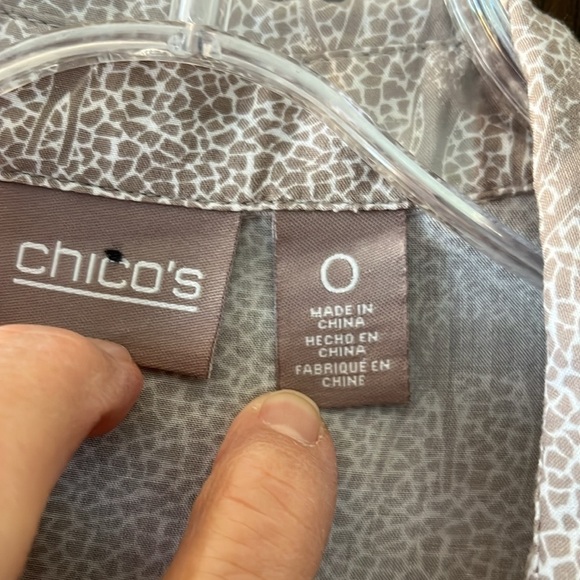 chico's
0
MADE IN
CHINA
HECHO EN
CHINA
FABRIQUÉ EN
CHINE